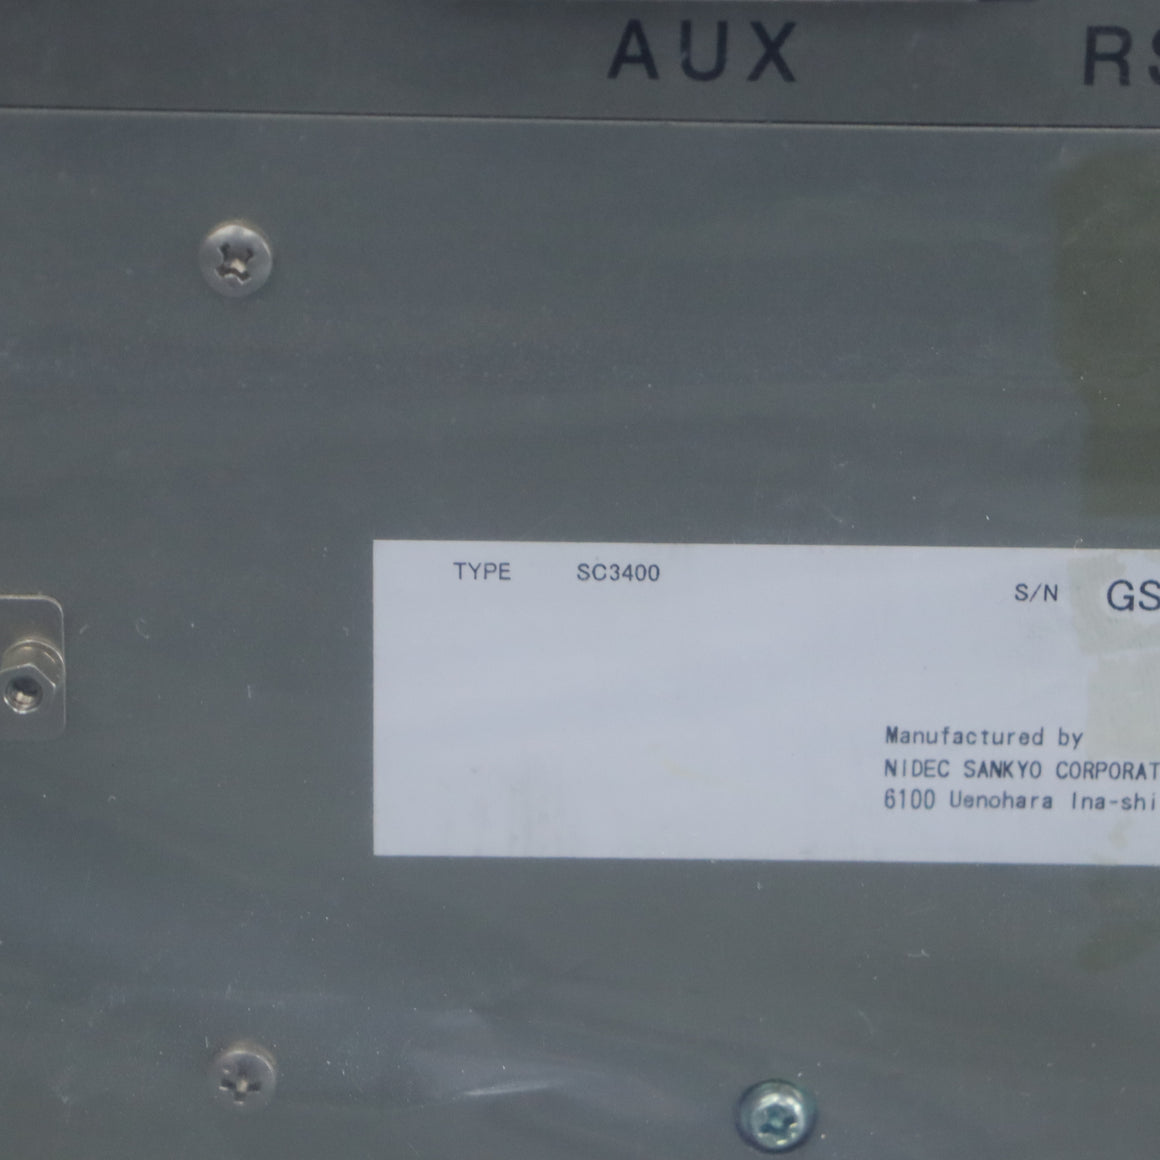 AUX RS
TYPE SC3400
S/N GS
Manufactured by
NIDEC SANKYO CORPORAT
6100 Uenohara Ina-shi